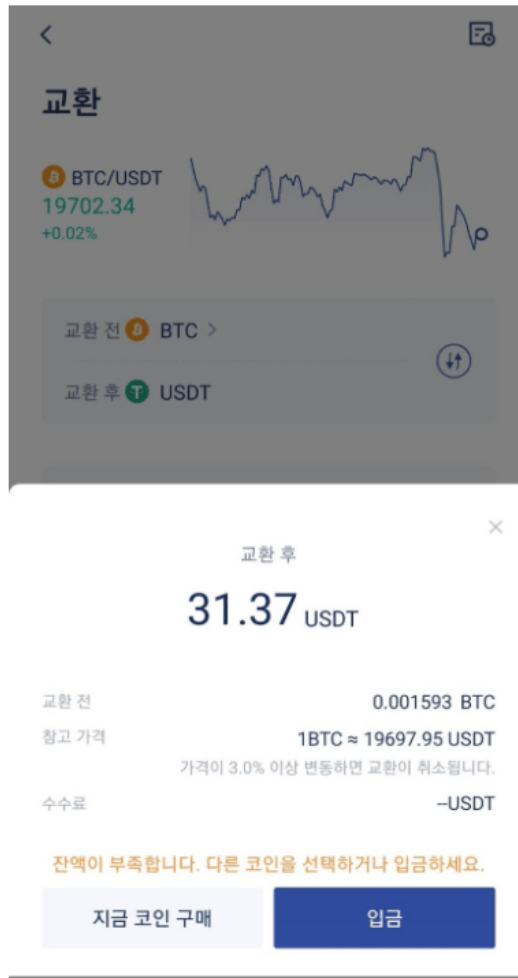 교환
BTC/USDT
19702.34
+0.02%
교환 전 BTC >
교환 후 USDT
교환 후
31.37 USDT
교환 전 0.001593 BTC
참고 가격 1BTC ≈ 19697.95 USDT
가격이 3.0% 이상 변동하면 교환이 취소됩니다.
수수료 --USDT
잔액이 부족합니다. 다른 코인을 선택하거나 입금하세요.
지금 코인 구매 입금